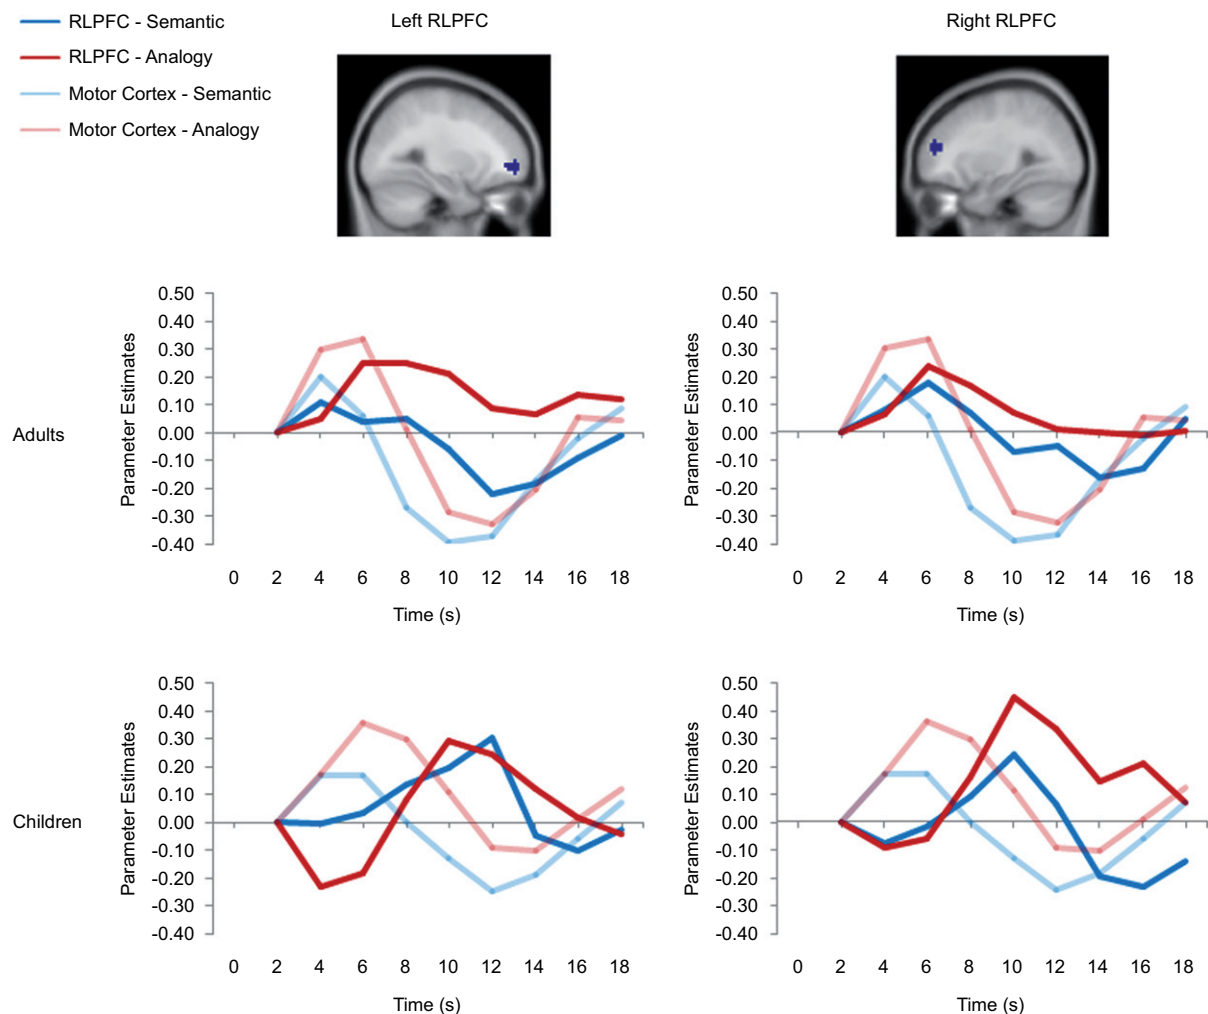 RLPFC - Semantic
RLPFC - Analogy
Motor Cortex - Semantic
Motor Cortex - Analogy
Left RLPFC
Right RLPFC
Adults
Parameter Estimates
0.50
0.40
0.30
0.20
0.10
0.00
-0.10
-0.20
-0.30
-0.40
0 2 4 6 8 10 12 14 16 18
Time (s)
Parameter Estimates
0.50
0.40
0.30
0.20
0.10
0.00
-0.10
-0.20
-0.30
-0.40
0 2 4 6 8 10 12 14 16 18
Time (s)
Children
Parameter Estimates
0.50
0.40
0.30
0.20
0.10
0.00
-0.10
-0.20
-0.30
-0.40
0 2 4 6 8 10 12 14 16 18
Time (s)
Parameter Estimates
0.50
0.40
0.30
0.20
0.10
0.00
-0.10
-0.20
-0.30
-0.40
0 2 4 6 8 10 12 14 16 18
Time (s)